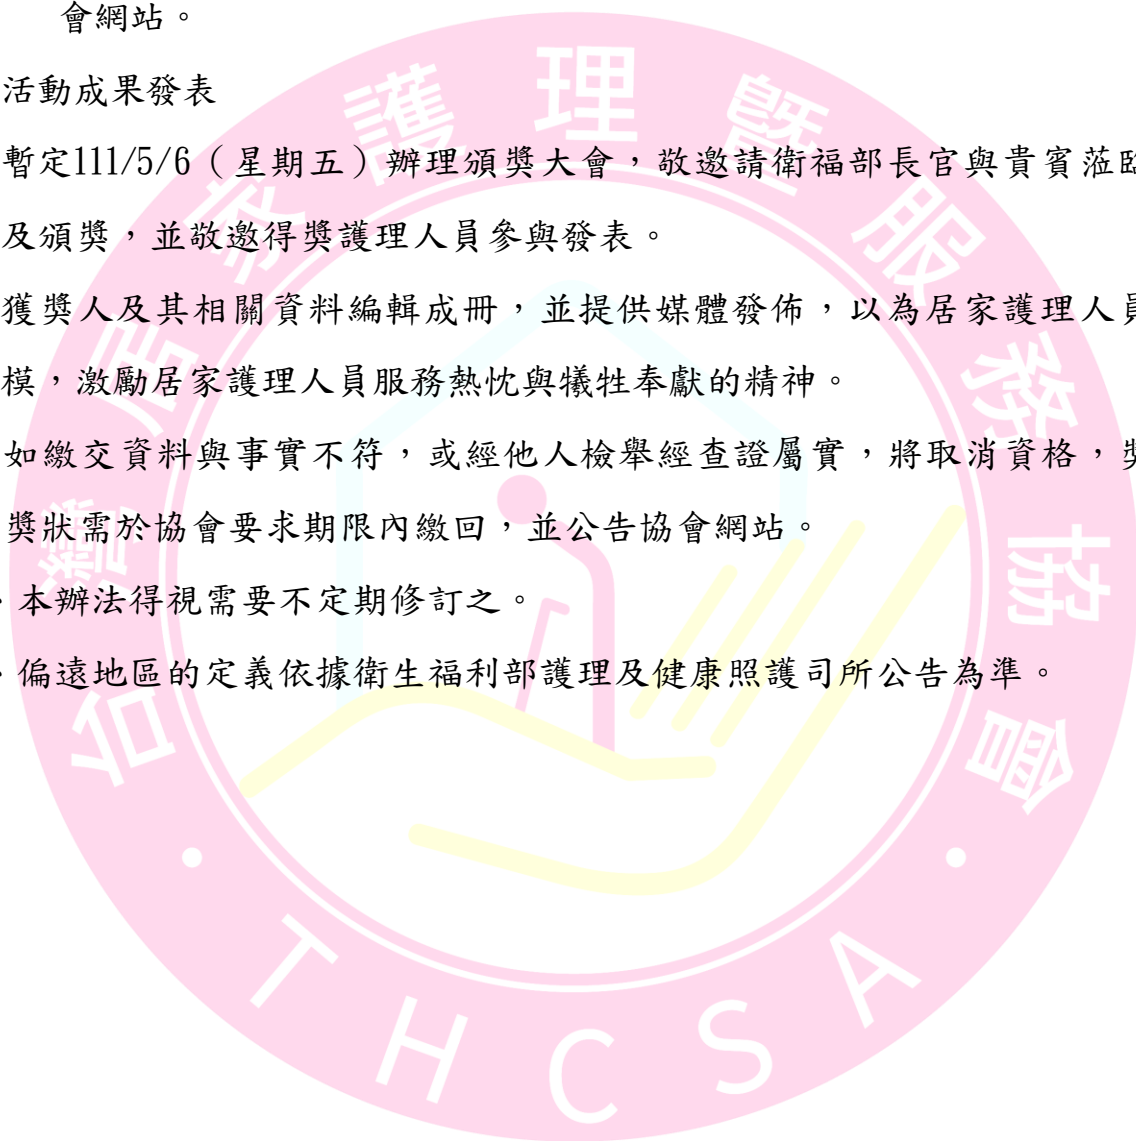 會網站。
活動成果發表
暫定111/5/6（星期五）辦理頒獎大會，敬邀請衛福部長官與貴賓蒞臨
及頒獎，並敬邀得獎護理人員參與發表。
獲獎人及其相關資料編輯成冊，並提供媒體發佈，以為居家護理人員
模，激勵居家護理人員服務熱忱與犧牲奉獻的精神。
如繳交資料與事實不符，或經他人檢舉經查證屬實，將取消資格，獎
獎狀需於協會要求期限內繳回，並公告協會網站。
、本辦法得視需要不定期修訂之。
、偏遠地區的定義依據衛生福利部護理及健康照護司所公告為準。
台灣居家護理暨服務協會
THCSA